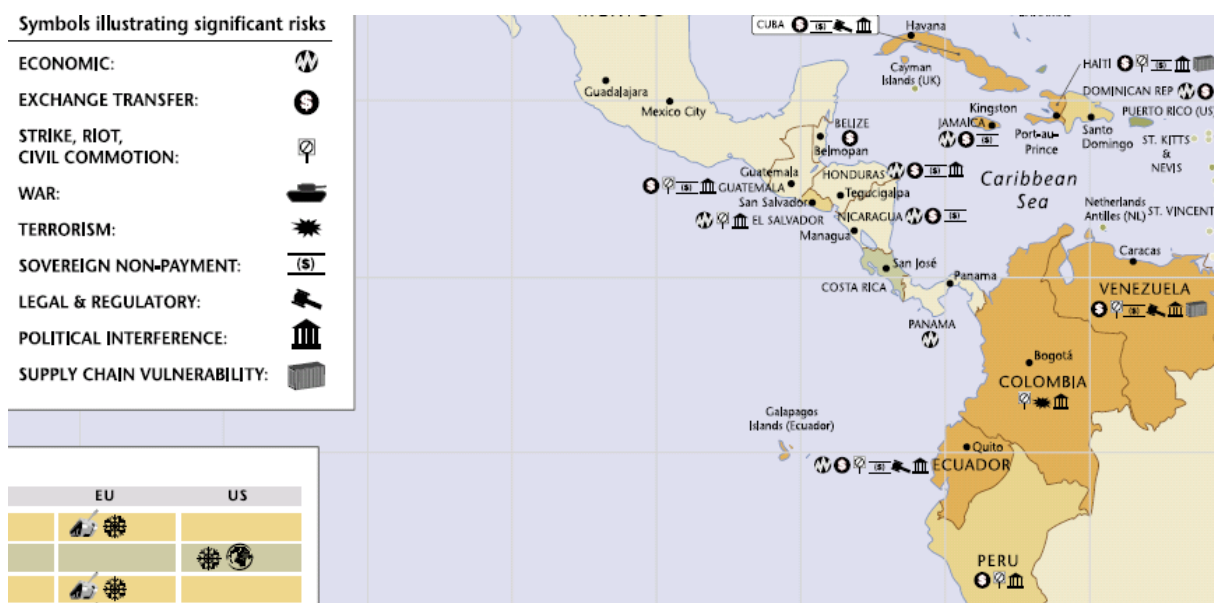 Symbols illustrating significant risks
ECONOMIC:
EXCHANGE TRANSFER:
STRIKE, RIOT,
CIVIL COMMOTION:
WAR:
TERRORISM:
SOVEREIGN NON-PAYMENT:
($)
LEGAL & REGULATORY:
POLITICAL INTERFERENCE:
SUPPLY CHAIN VULNERABILITY:
EU US
CUBA
Havana
Cayman
Islands (UK)
HAITI
DOMINICAN REP
PUERTO RICO (US)
Kingston
JAMAICA
Port-au-
Prince
Santo
Domingo
ST. KITTS
&
NEVIS
Guadalajara
Mexico City
BELIZE
Belmopan
Guatemala
GUATEMALA
HONDURAS
Tegucigalpa
San Salvador
EL SALVADOR
NICARAGUA
Managua
Caribbean
Sea
Netherlands
Antilles (NL)
ST. VINCENT
San José
COSTA RICA
Panama
PANAMA
Caracas
VENEZUELA
Bogotá
COLOMBIA
Galapagos
Islands (Ecuador)
Quito
ECUADOR
PERU